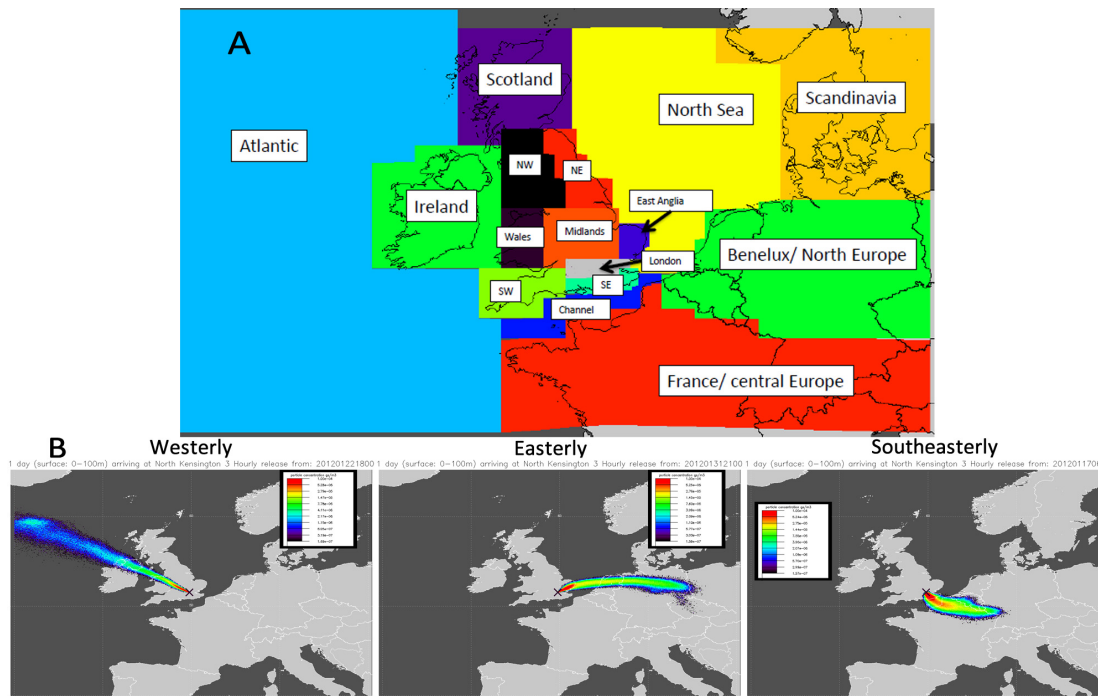 A
Scotland
North Sea
Scandinavia
Atlantic
NW
NE
Ireland
East Anglia
Wales
Midlands
London
Benelux/ North Europe
SW
SE
Channel
France/ central Europe
B
Westerly
Easterly
Southeasterly
1 day (surface: 0-100m) arriving at North Kensington 3 Hourly release from: 201201221800
1 day (surface: 0-100m) arriving at North Kensington 3 Hourly release from: 201201312100
1 day (surface: 0-100m) arriving at North Kensington 3 Hourly release from: 2012011706